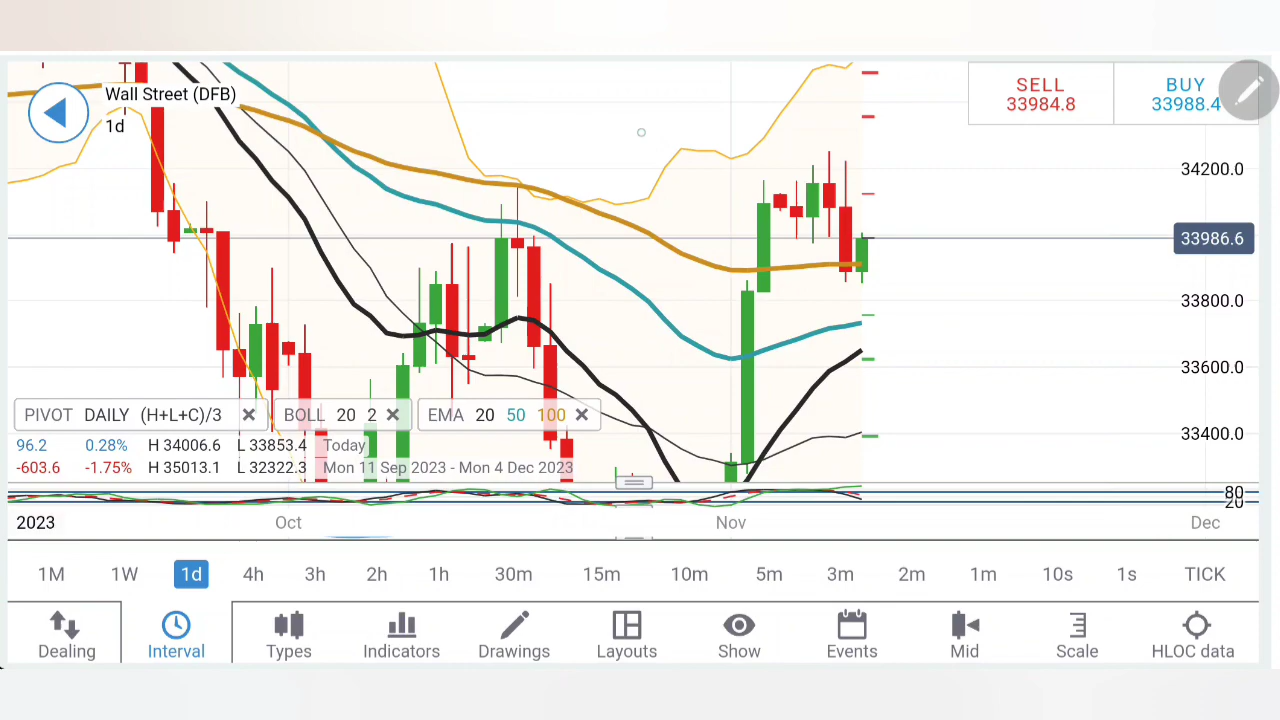 Wall Street (DFB)
1d
SELL
33984.8
BUY
33988.4
34200.0
33986.6
33800.0
33600.0
33400.0
PIVOT DAILY (H+L+C)/3
BOLL 20 2
EMA 20 50 100
96.2 0.28% H 34006.6 L 33853.4 Today
-603.6 -1.75% H 35013.1 L 32322.3 Mon 11 Sep 2023 - Mon 4 Dec 2023
80
20
2023 Oct Nov Dec
1M 1W 1d 4h 3h 2h 1h 30m 15m 10m 5m 3m 2m 1m 10s 1s TICK
Dealing Interval Types Indicators Drawings Layouts Show Events Mid Scale HLOC data